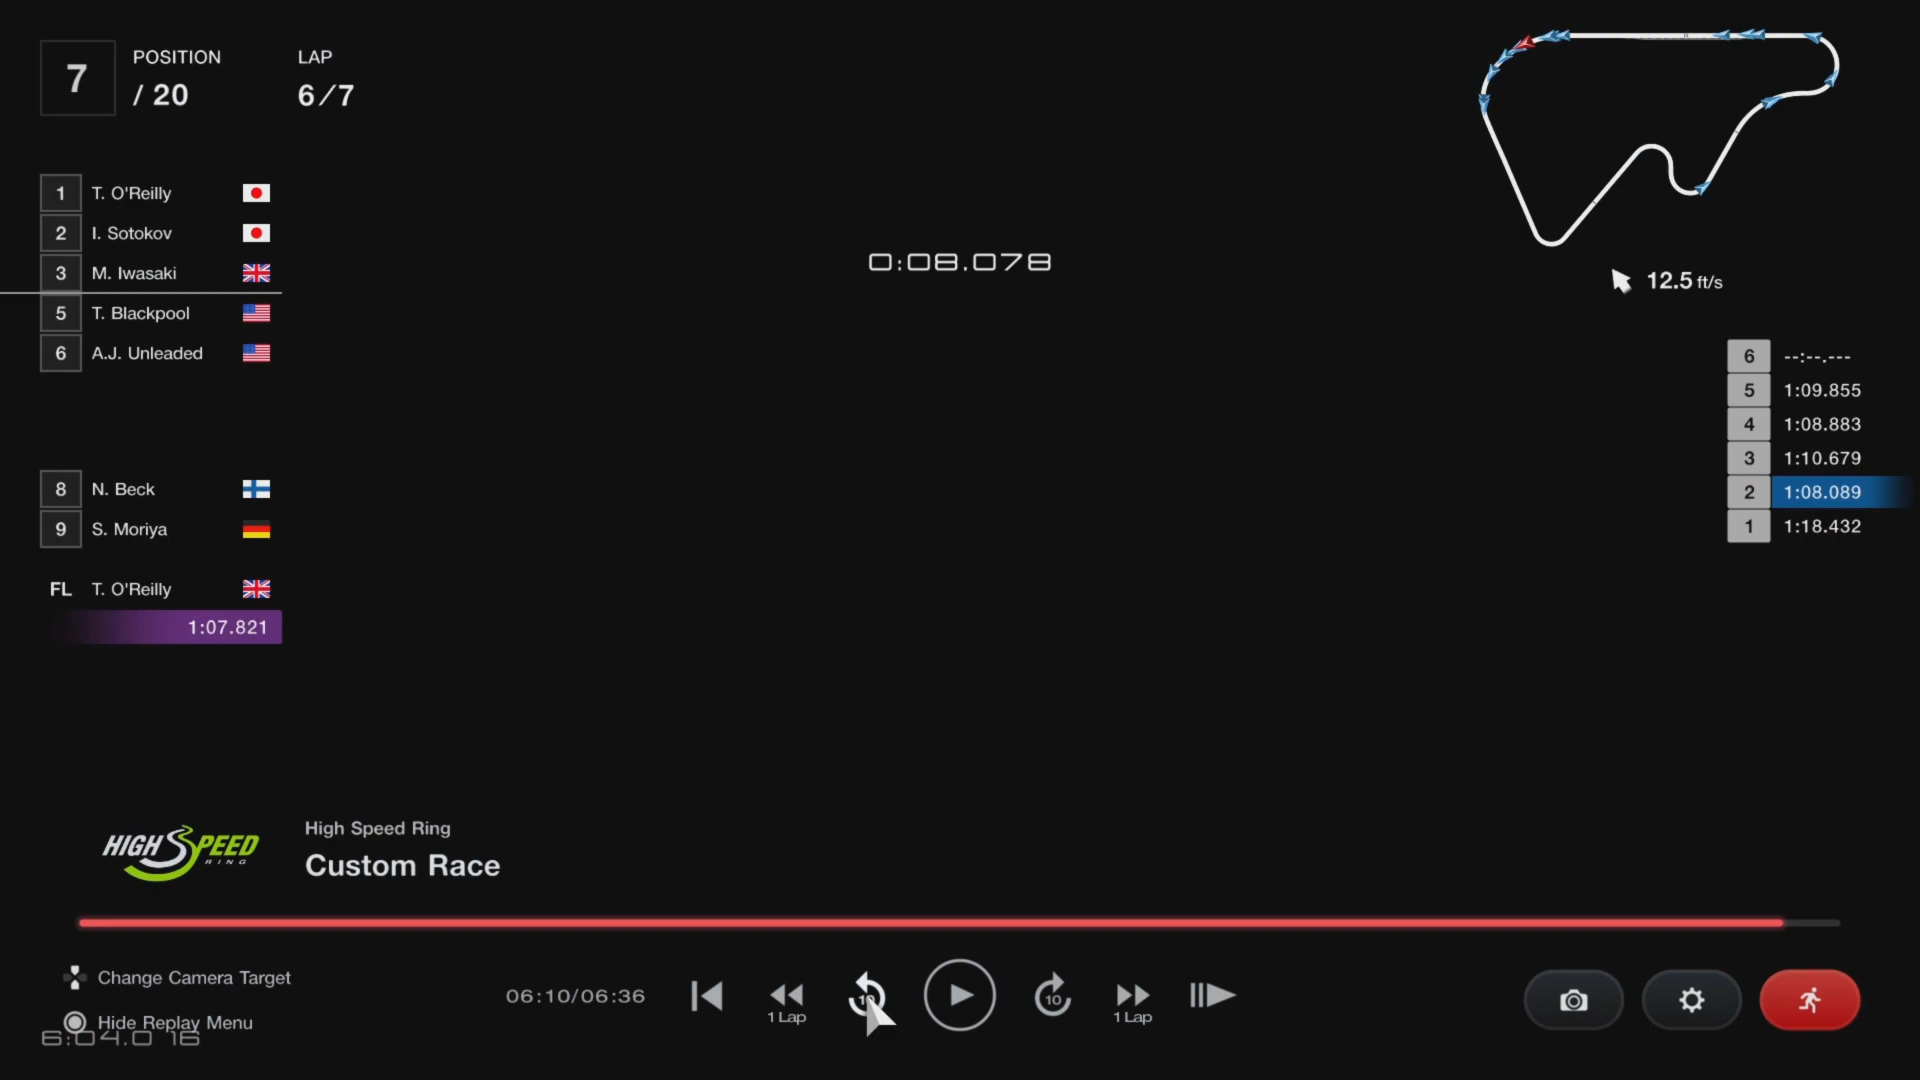 7
POSITION
/ 20
LAP
6/7
1 T. O'Reilly
2 I. Sotokov
3 M. Iwasaki
5 T. Blackpool
6 A.J. Unleaded
8 N. Beck
9 S. Moriya
FL T. O'Reilly
1:07.821
0:08.078
12.5 ft/s
6 --:--.---
5 1:09.855
4 1:08.883
3 1:10.679
2 1:08.089
1 1:18.432
HIGH SPEED
RING
High Speed Ring
Custom Race
Change Camera Target
Hide Replay Menu
6:04.016
06:10/06:36
1 Lap
10
10
1 Lap